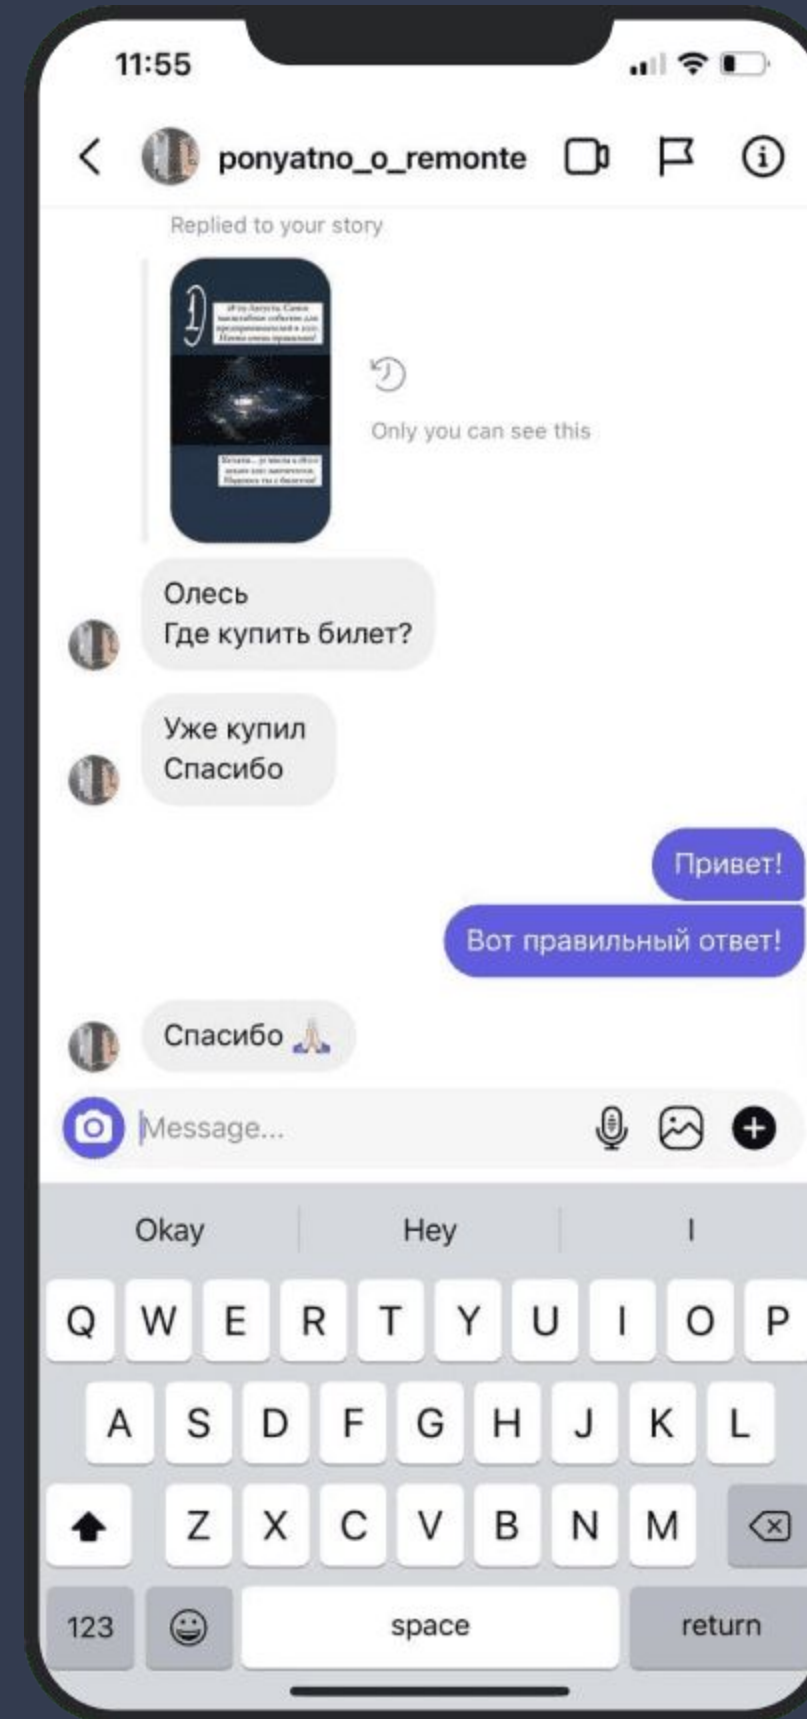 11:55
ponyatno_o_remonte
Replied to your story
Only you can see this
Олесь
Где купить билет?
Уже купил
Спасибо
Привет!
Вот правильный ответ!
Спасибо 🙏🏻
Message...
Okay Hey I
Q W E R T Y U I O P
A S D F G H J K L
Z X C V B N M
123 space return